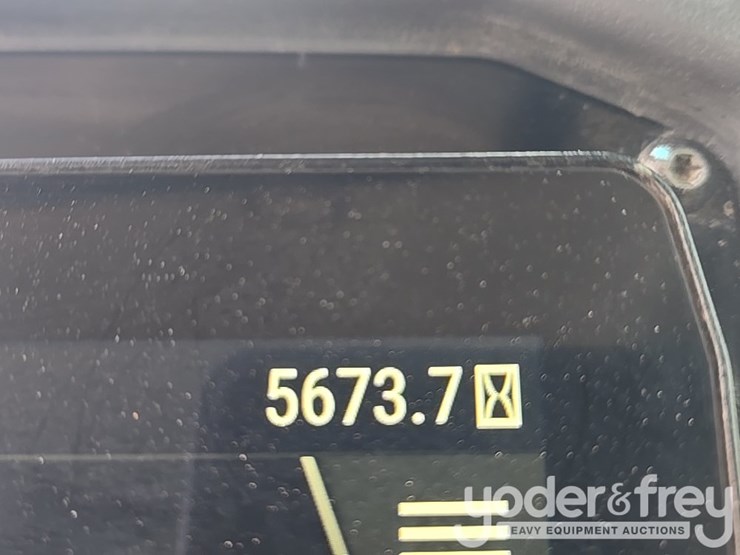 5673.7
yoder&frey
EAVY EQUIPMENT AUCTIONS